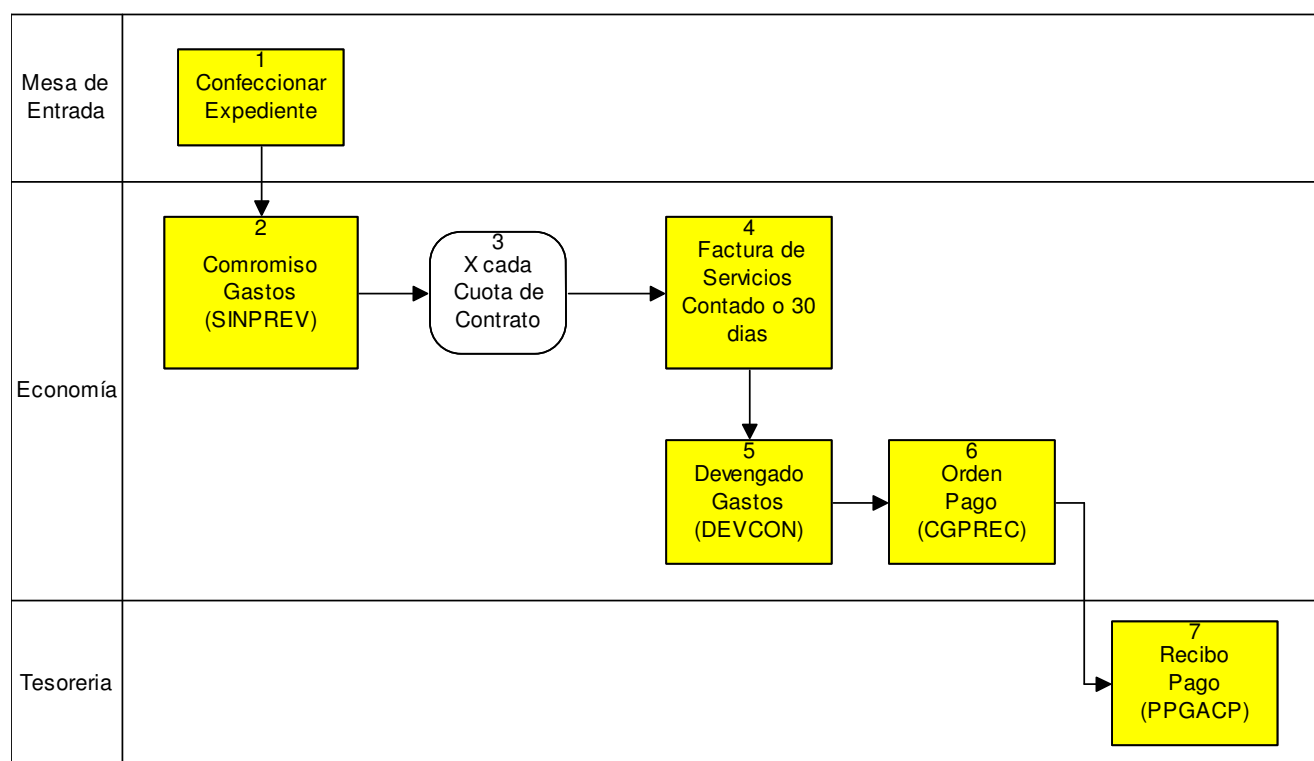 Mesa de
Entrada
1
Confeccionar
Expediente
Economía
2
Comromiso
Gastos
(SINPREV)
3
X cada
Cuota de
Contrato
4
Factura de
Servicios
Contado o 30
dias
5
Devengado
Gastos
(DEVCON)
6
Orden
Pago
(CGPREC)
Tesoreria
7
Recibo
Pago
(PPGACP)